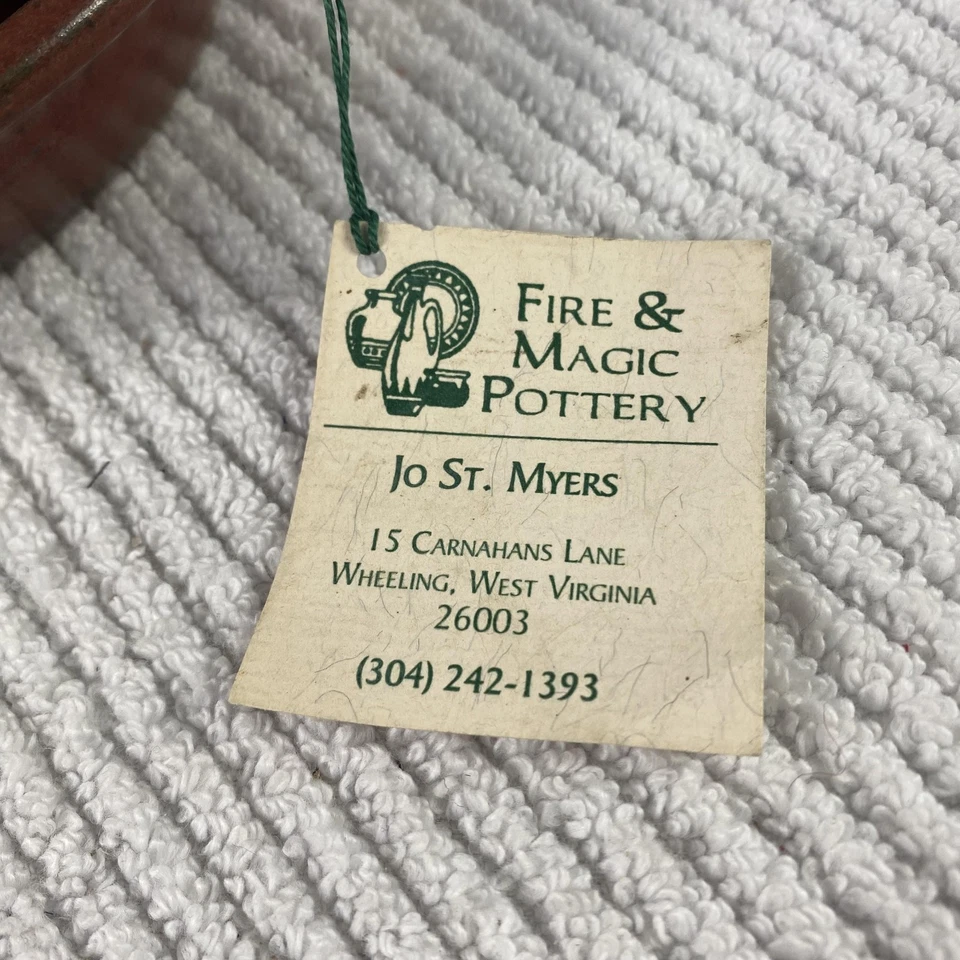 FIRE &
MAGIC
POTTERY
JO ST. MYERS
15 CARNAHANS LANE
WHEELING, WEST VIRGINIA
26003
(304) 242-1393